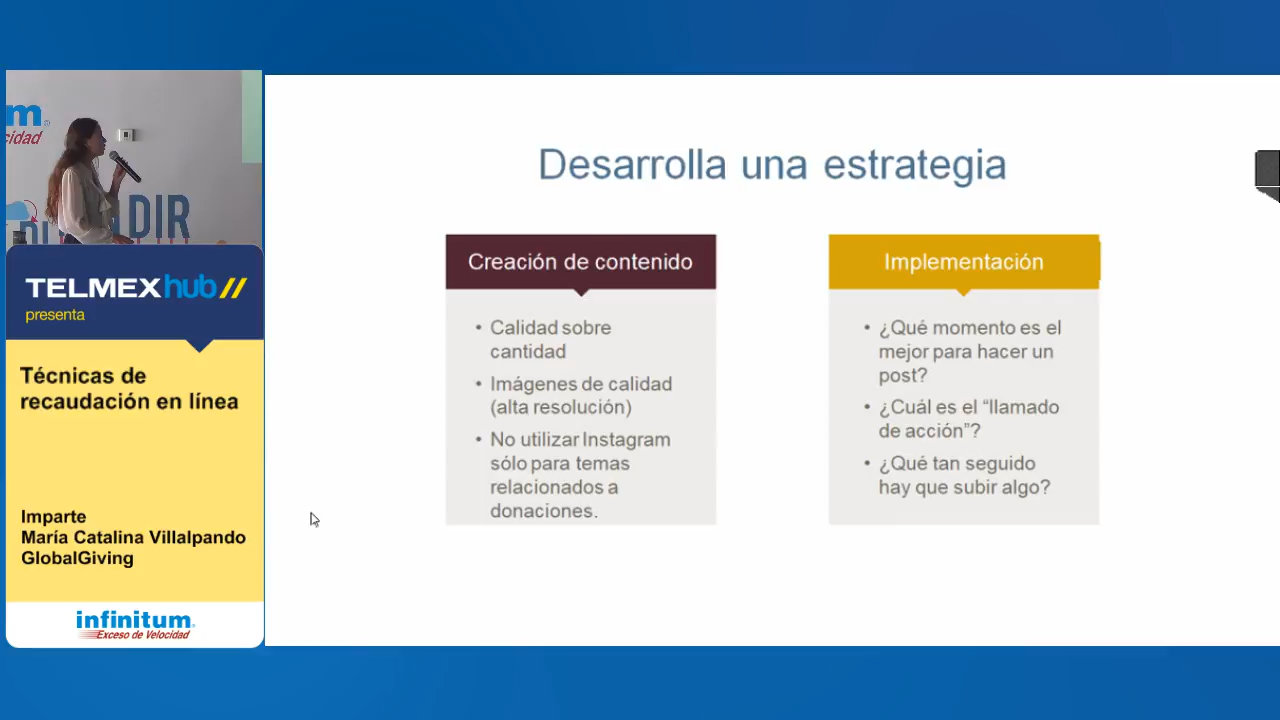 m
cidad
DIR
TELMEXhub//
presenta
Técnicas de
recaudación en línea
Imparte
María Catalina Villalpando
GlobalGiving
infinitum
Exceso de Velocidad
Desarrolla una estrategia
Creación de contenido
• Calidad sobre
cantidad
• Imágenes de calidad
(alta resolución)
• No utilizar Instagram
sólo para temas
relacionados a
donaciones.
Implementación
• ¿Qué momento es el
mejor para hacer un
post?
• ¿Cuál es el “llamado
de acción”?
• ¿Qué tan seguido
hay que subir algo?